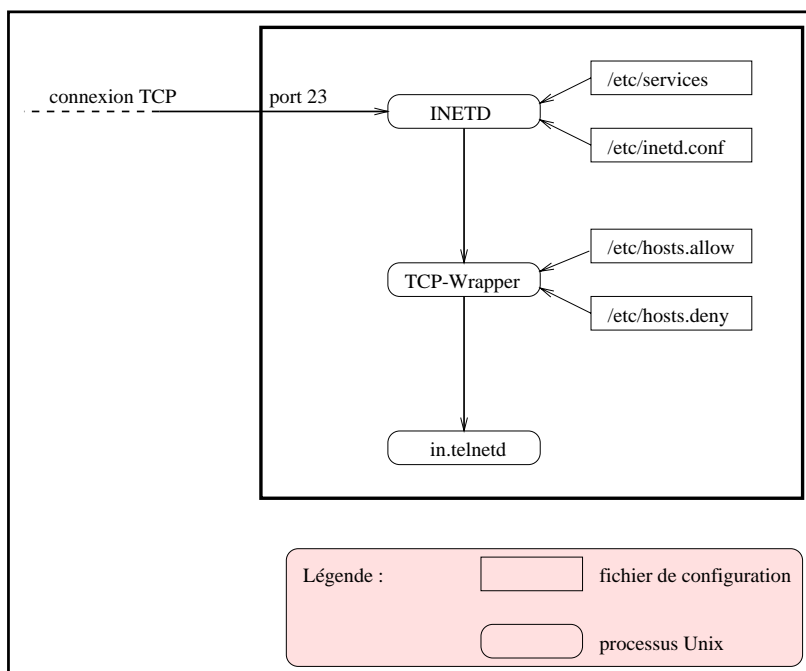 connexion TCP
port 23
INETD
/etc/services
/etc/inetd.conf
TCP-Wrapper
/etc/hosts.allow
/etc/hosts.deny
in.telnetd
Légende :
fichier de configuration
processus Unix